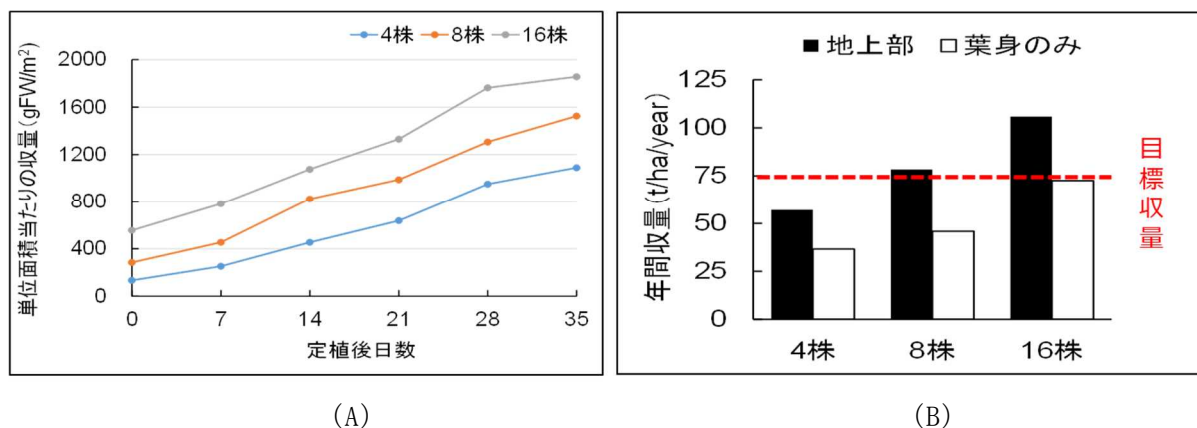 4株 8株 16株
単位面積当たりの収量(gFW/m²)
2000
1600
1200
800
400
0
0 7 14 21 28 35
定植後日数
(A)
■地上部 □葉身のみ
年間収量(t/ha/year)
125
100
75
50
25
0
4株 8株 16株
目標収量
(B)